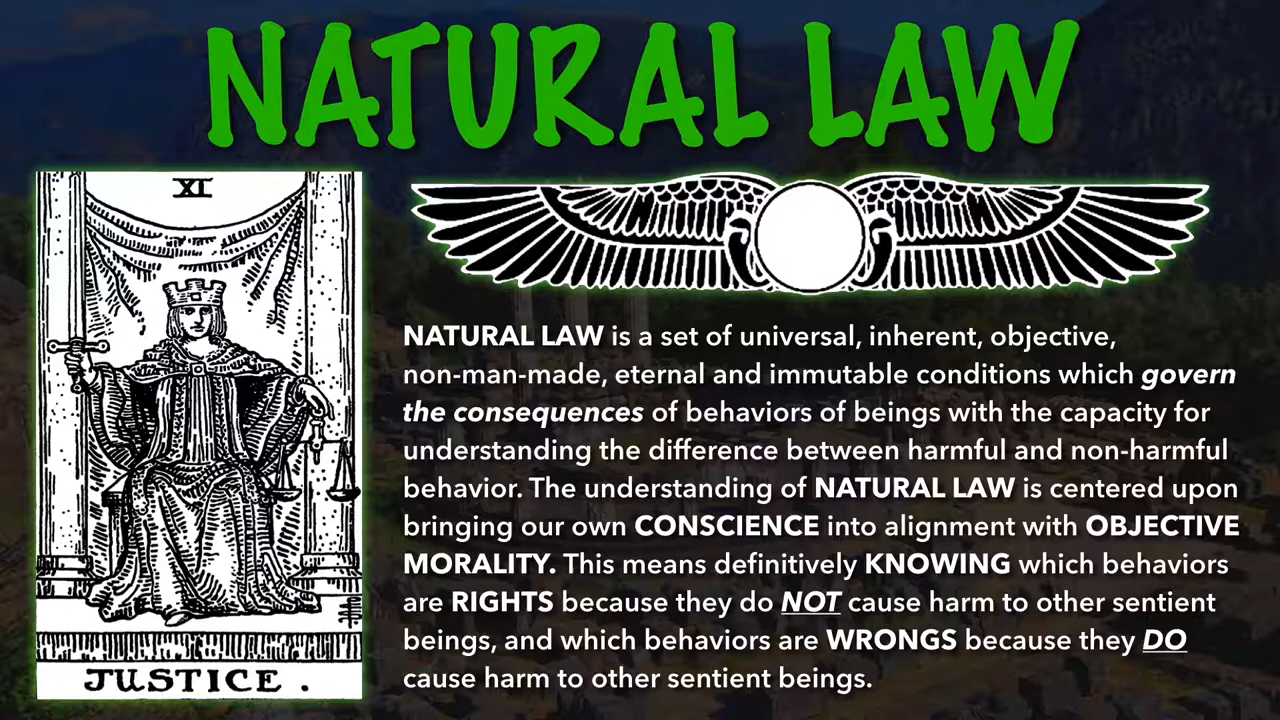 NATURAL LAW
XI
JUSTICE .
NATURAL LAW is a set of universal, inherent, objective,
non-man-made, eternal and immutable conditions which govern
the consequences of behaviors of beings with the capacity for
understanding the difference between harmful and non-harmful
behavior. The understanding of NATURAL LAW is centered upon
bringing our own CONSCIENCE into alignment with OBJECTIVE
MORALITY. This means definitively KNOWING which behaviors
are RIGHTS because they do NOT cause harm to other sentient
beings, and which behaviors are WRONGS because they DO
cause harm to other sentient beings.